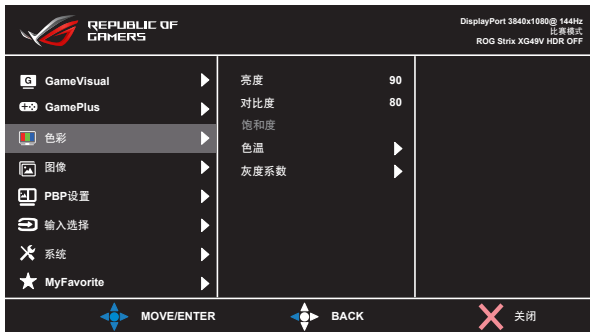 REPUBLIC OF
GAMERS
DisplayPort 3840x1080@ 144Hz
比赛模式
ROG Strix XG49V HDR OFF
G GameVisual
GamePlus
色彩
图像
PBP设置
输入选择
系统
MyFavorite
亮度 90
对比度 80
饱和度
色温
灰度系数
MOVE/ENTER
BACK
关闭